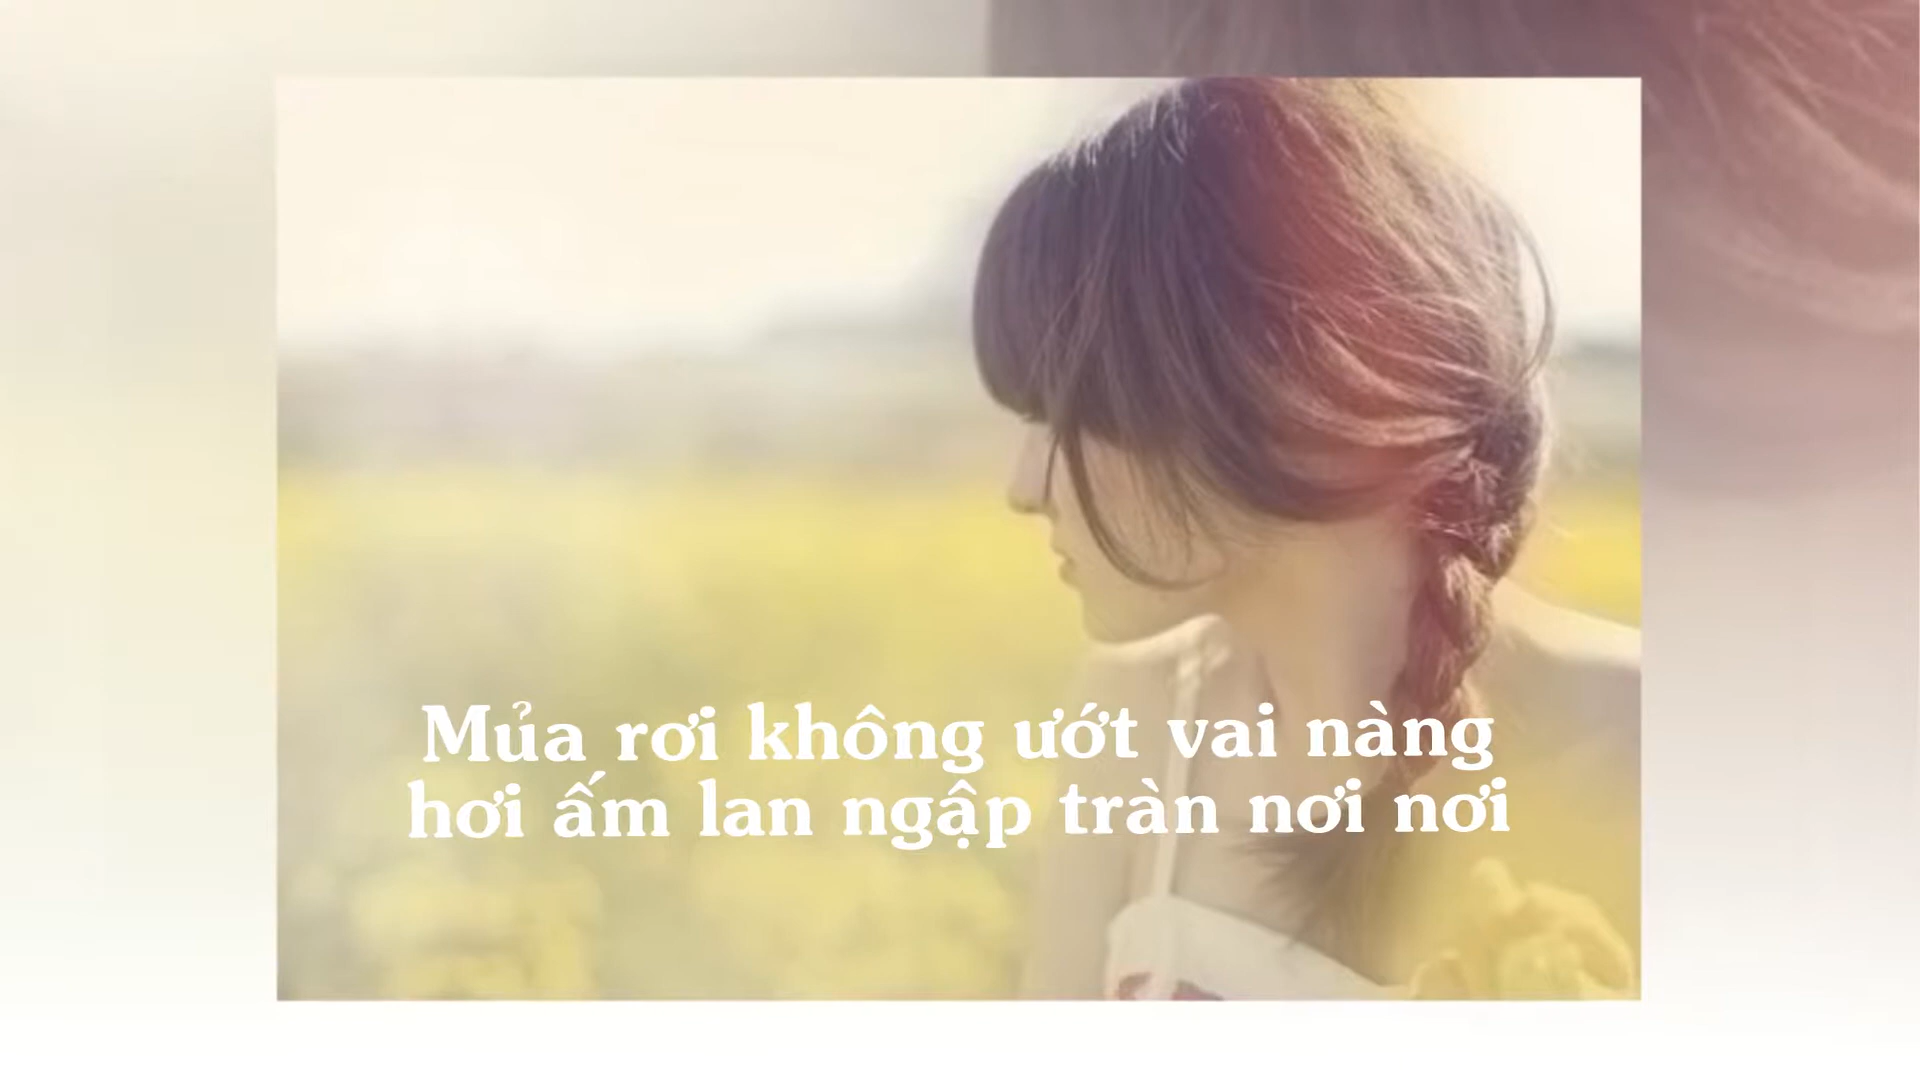 Mủa rơi không ướt vai nàng
hơi ấm lan ngập tràn nơi nơi